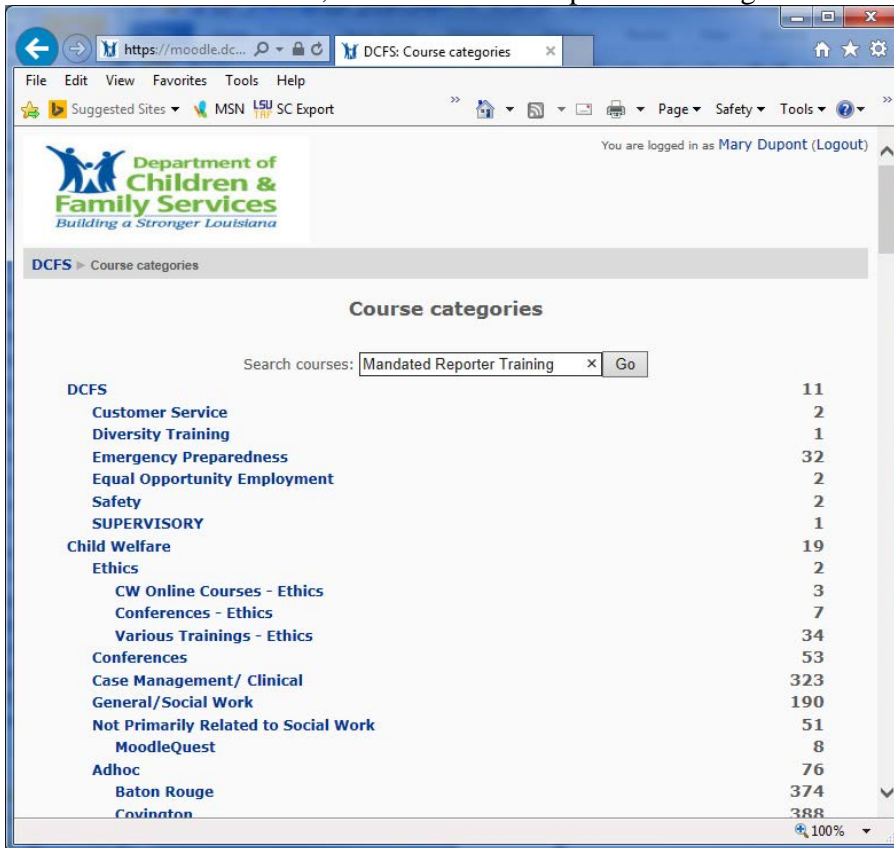 https://moodle.dc...
DCFS: Course categories
File Edit View Favorites Tools Help
Suggested Sites MSN LSU SC Export Page Safety Tools
You are logged in as Mary Dupont (Logout)
Department of
Children &
Family Services
Building a Stronger Louisiana
DCFS ► Course categories
Course categories
Search courses: Mandated Reporter Training × Go
DCFS 11
Customer Service 2
Diversity Training 1
Emergency Preparedness 32
Equal Opportunity Employment 2
Safety 2
SUPERVISORY 1
Child Welfare 19
Ethics 2
CW Online Courses - Ethics 3
Conferences - Ethics 7
Various Trainings - Ethics 34
Conferences 53
Case Management/ Clinical 323
General/Social Work 190
Not Primarily Related to Social Work 51
MoodleQuest 8
Adhoc 76
Baton Rouge 374
Covington 388
100%